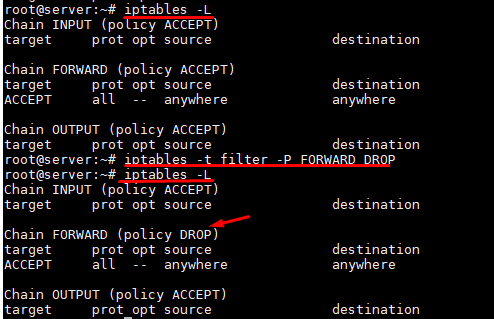 root@server:~# iptables -L
Chain INPUT (policy ACCEPT)
target     prot opt source               destination

Chain FORWARD (policy ACCEPT)
target     prot opt source               destination
ACCEPT     all  --  anywhere             anywhere

Chain OUTPUT (policy ACCEPT)
target     prot opt source               destination
root@server:~# iptables -t filter -P FORWARD DROP
root@server:~# iptables -L
Chain INPUT (policy ACCEPT)
target     prot opt source               destination

Chain FORWARD (policy DROP)
target     prot opt source               destination
ACCEPT     all  --  anywhere             anywhere

Chain OUTPUT (policy ACCEPT)
target     prot opt source               destination